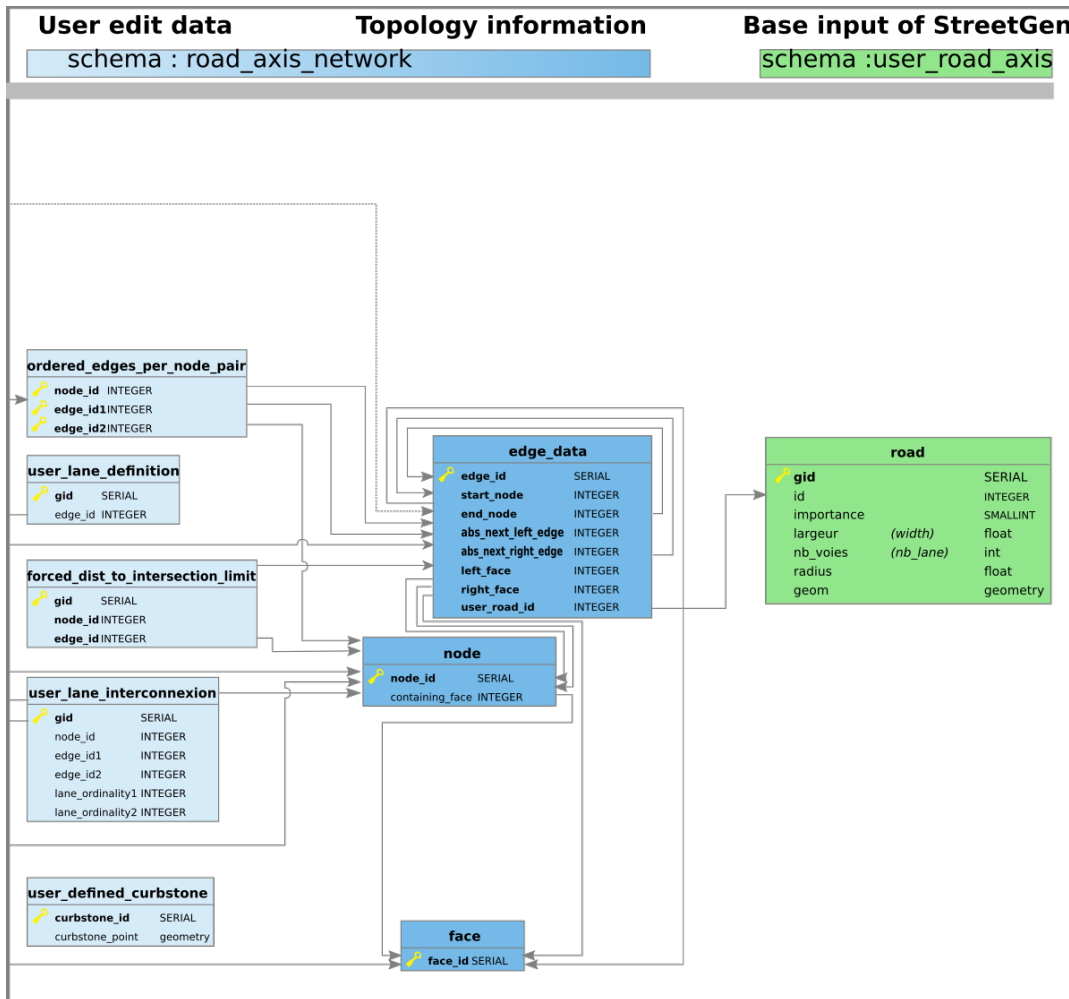 User edit data
Topology information
Base input of StreetGen
schema : road_axis_network
schema :user_road_axis
ordered_edges_per_node_pair
node_id INTEGER
edge_id1 INTEGER
edge_id2 INTEGER
user_lane_definition
gid SERIAL
edge_id INTEGER
forced_dist_to_intersection_limit
gid SERIAL
node_id INTEGER
edge_id INTEGER
user_lane_interconnexion
gid SERIAL
node_id INTEGER
edge_id1 INTEGER
edge_id2 INTEGER
lane_ordinality1 INTEGER
lane_ordinality2 INTEGER
user_defined_curbstone
curbstone_id SERIAL
curbstone_point geometry
edge_data
edge_id SERIAL
start_node INTEGER
end_node INTEGER
abs_next_left_edge INTEGER
abs_next_right_edge INTEGER
left_face INTEGER
right_face INTEGER
user_road_id INTEGER
node
node_id SERIAL
containing_face INTEGER
face
face_id SERIAL
road
gid SERIAL
id INTEGER
importance SMALLINT
largeur (width) float
nb_voies (nb_lane) int
radius float
geom geometry